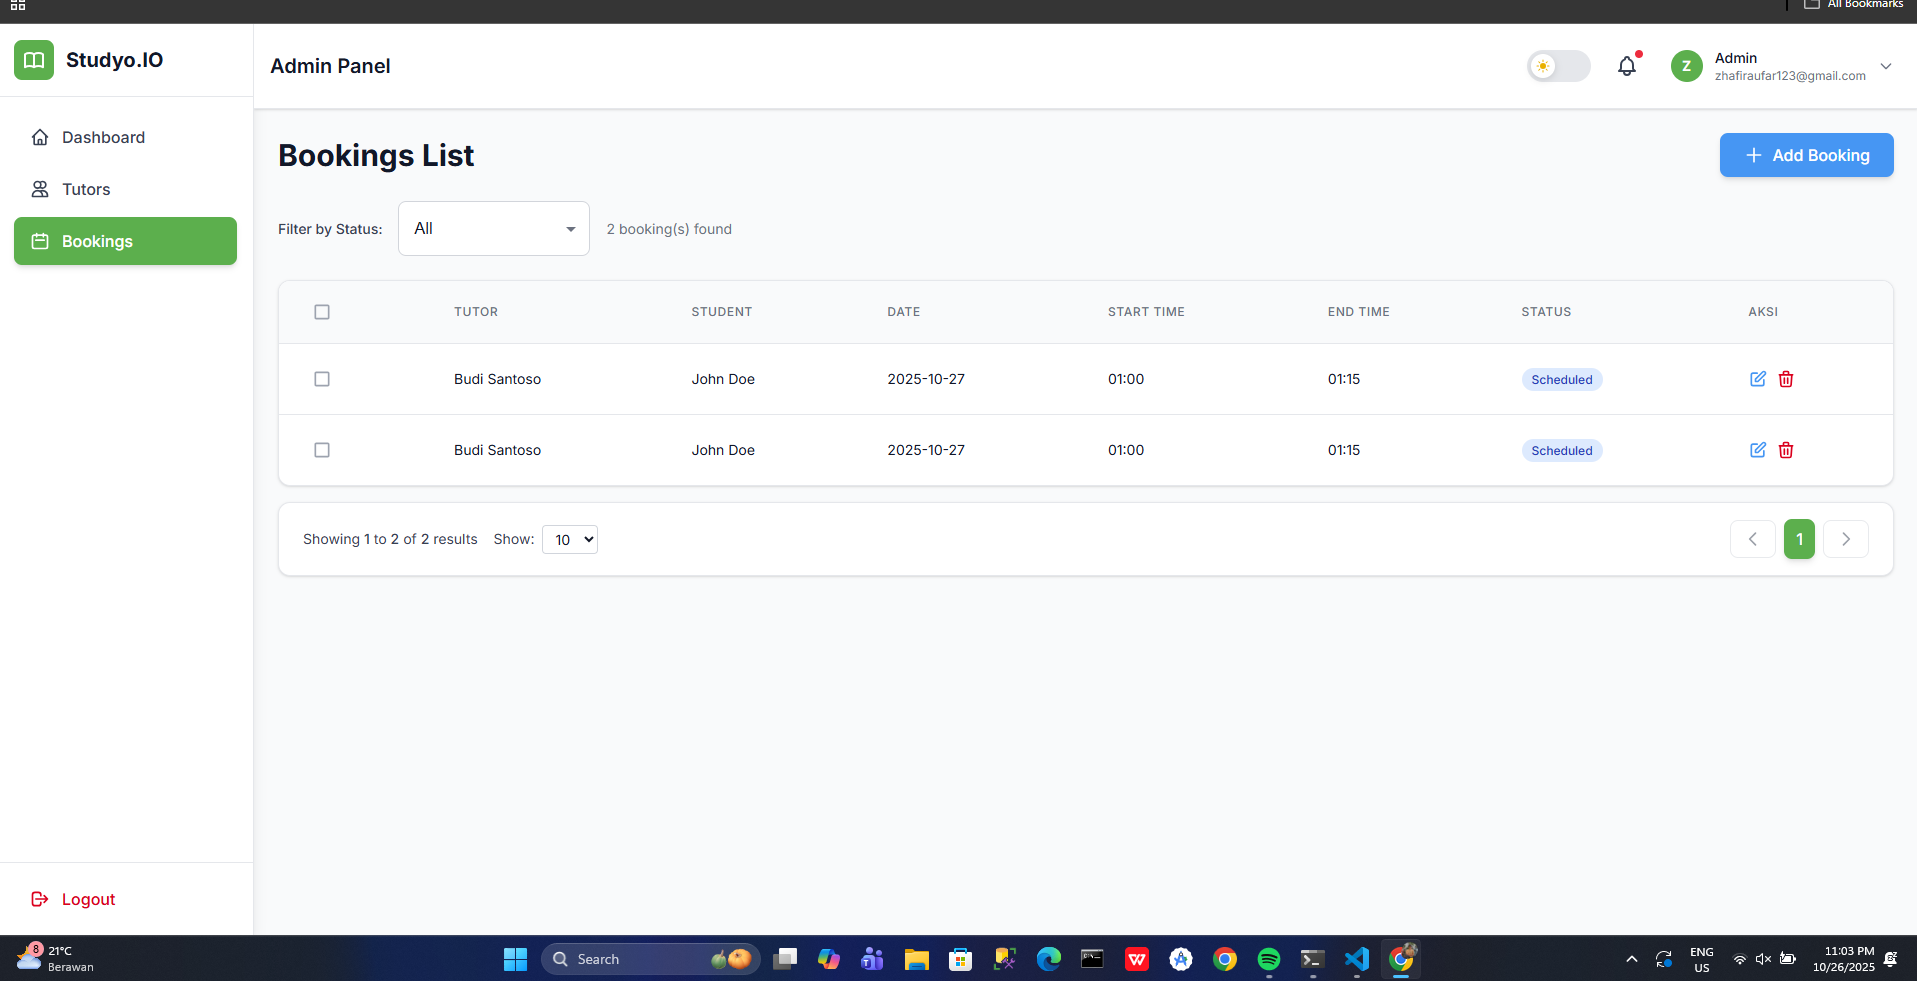 All Bookmarks
Studyo.IO
Admin Panel
Z
Admin
zhafiraufar123@gmail.com
Dashboard
Tutors
Bookings
Bookings List
Add Booking
Filter by Status:
All
2 booking(s) found
TUTOR STUDENT DATE START TIME END TIME STATUS AKSI
Budi Santoso John Doe 2025-10-27 01:00 01:15 Scheduled
Budi Santoso John Doe 2025-10-27 01:00 01:15 Scheduled
Showing 1 to 2 of 2 results Show: 10
1
Logout
8
21°C
Berawan
Search
ENG
US
11:03 PM
10/26/2025